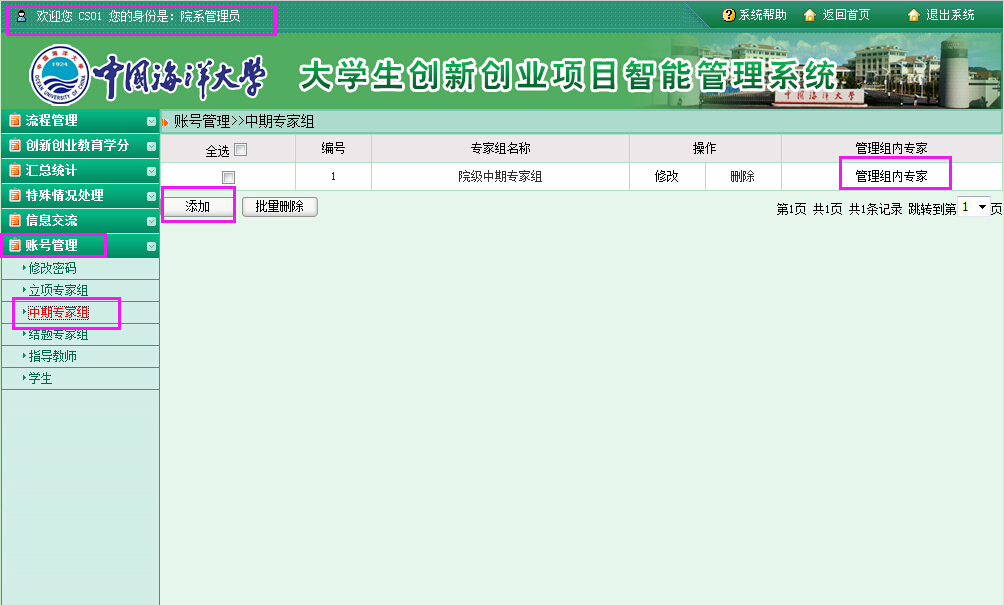 欢迎您 CS01 您的身份是：院系管理员
系统帮助 返回首页 退出系统
中国海洋大学
OCEAN UNIVERSITY OF CHINA
1924
中国海洋大学 大学生创新创业项目智能管理系统
中国海洋大学
流程管理
创新创业教育学分
汇总统计
特殊情况处理
信息交流
账号管理
修改密码
立项专家组
中期专家组
结题专家组
指导教师
学生
账号管理>>中期专家组
全选 编号 专家组名称 操作 管理组内专家
1 院级中期专家组 修改 删除 管理组内专家
添加 批量删除
第1页 共1页 共1条记录 跳转到第 1 页